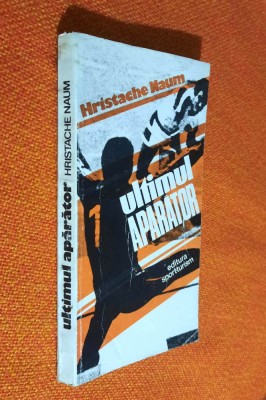 Hristache Naum
ultimul
APĂRĂTOR
editura
sport-turism
ultimul apărător HRISTACHE NAUM